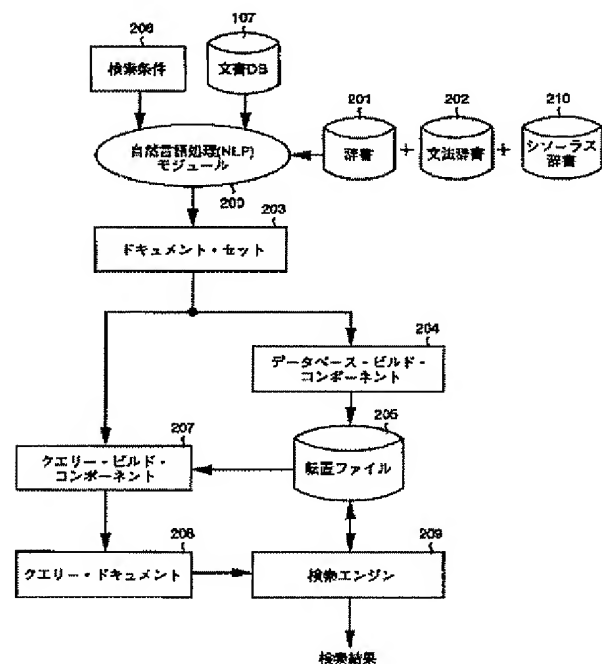 206
検索条件
107
文書DB
201
辞書
+
202
文法辞書
+
210
シソーラス
辞書
自然言語処理(NLP)
モジュール
200
203
ドキュメント・セット
204
データベース・ビルド・
コンポーネント
205
転置ファイル
207
クエリー・ビルド・
コンポーネント
208
クエリー・ドキュメント
209
検索エンジン
検索結果